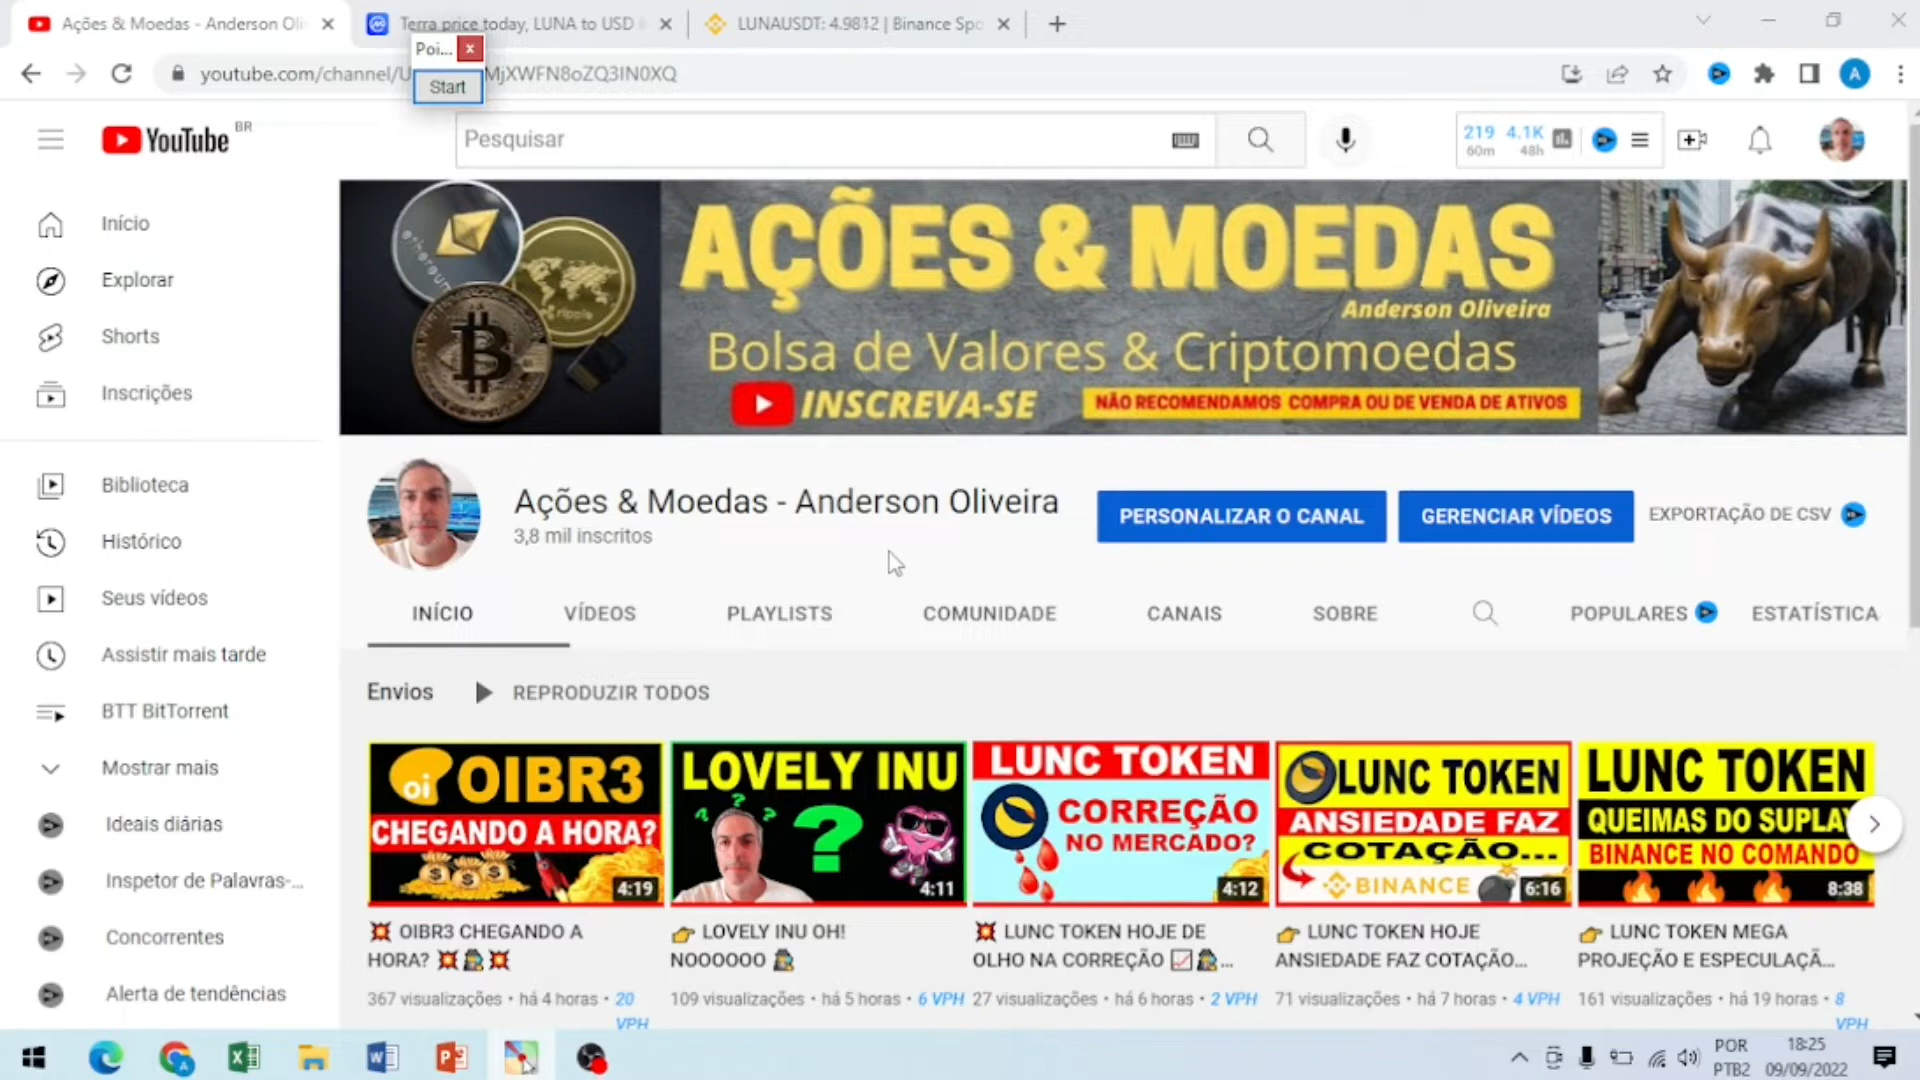 Ações & Moedas - Anderson Oli
Terra price today, LUNA to USD
LUNAUSDT: 4.9812 | Binance Spo
Poi...
Start
youtube.com/channel/U
MjXWFN8oZQ3IN0XQ
YouTube
BR
Pesquisar
219 4.1K
60m 48h
A
AÇÕES & MOEDAS
Anderson Oliveira
Bolsa de Valores & Criptomoedas
INSCREVA-SE
NÃO RECOMENDAMOS COMPRA OU DE VENDA DE ATIVOS
Início
Explorar
Shorts
Inscrições
Biblioteca
Histórico
Seus vídeos
Assistir mais tarde
BTT BitTorrent
Mostrar mais
Ideais diárias
Inspetor de Palavras-...
Concorrentes
Alerta de tendências
Ações & Moedas - Anderson Oliveira
3,8 mil inscritos
PERSONALIZAR O CANAL
GERENCIAR VÍDEOS
EXPORTAÇÃO DE CSV
INÍCIO
VÍDEOS
PLAYLISTS
COMUNIDADE
CANAIS
SOBRE
POPULARES
ESTATÍSTICA
Envios
REPRODUZIR TODOS
oi OIBR3
CHEGANDO A HORA?
4:19
OIBR3 CHEGANDO A
HORA?
367 visualizações • há 4 horas • 20
VPH
LOVELY INU
4:11
LOVELY INU OH!
NOOOOOO
109 visualizações • há 5 horas • 6 VPH
LUNC TOKEN
CORREÇÃO
NO MERCADO?
4:12
LUNC TOKEN HOJE DE
OLHO NA CORREÇÃO ...
27 visualizações • há 6 horas • 2 VPH
LUNC TOKEN
ANSIEDADE FAZ
COTAÇÃO...
BINANCE
6:16
LUNC TOKEN HOJE
ANSIEDADE FAZ COTAÇÃO...
71 visualizações • há 7 horas • 4 VPH
LUNC TOKEN
QUEIMAS DO SUPLAY
BINANCE NO COMANDO
8:38
LUNC TOKEN MEGA
PROJEÇÃO E ESPECULAÇÃ...
161 visualizações • há 19 horas • 8
VPH
POR
PTB2
18:25
09/09/2022